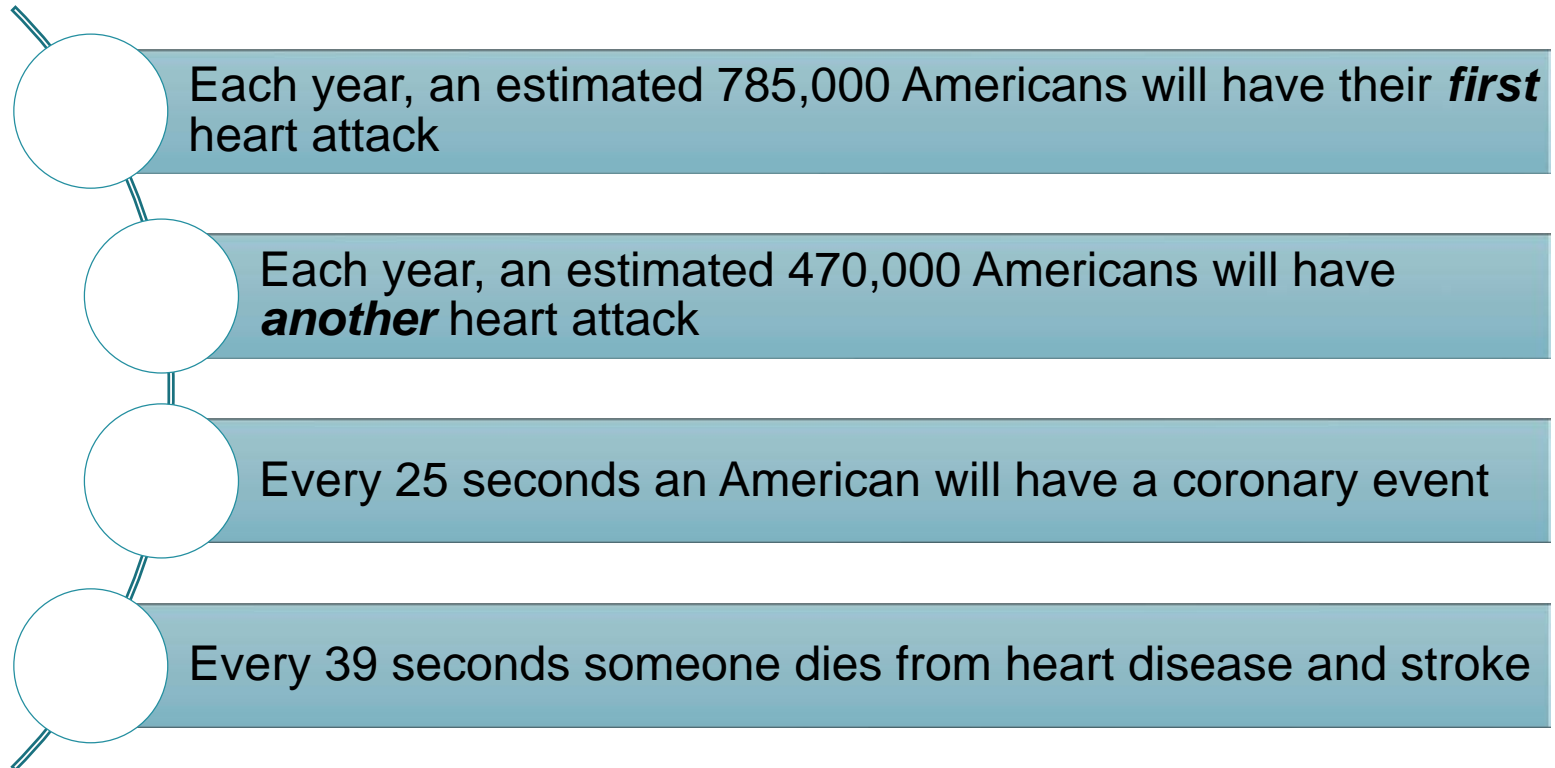 Each year, an estimated 785,000 Americans will have their first
heart attack
Each year, an estimated 470,000 Americans will have
another heart attack
Every 25 seconds an American will have a coronary event
Every 39 seconds someone dies from heart disease and stroke